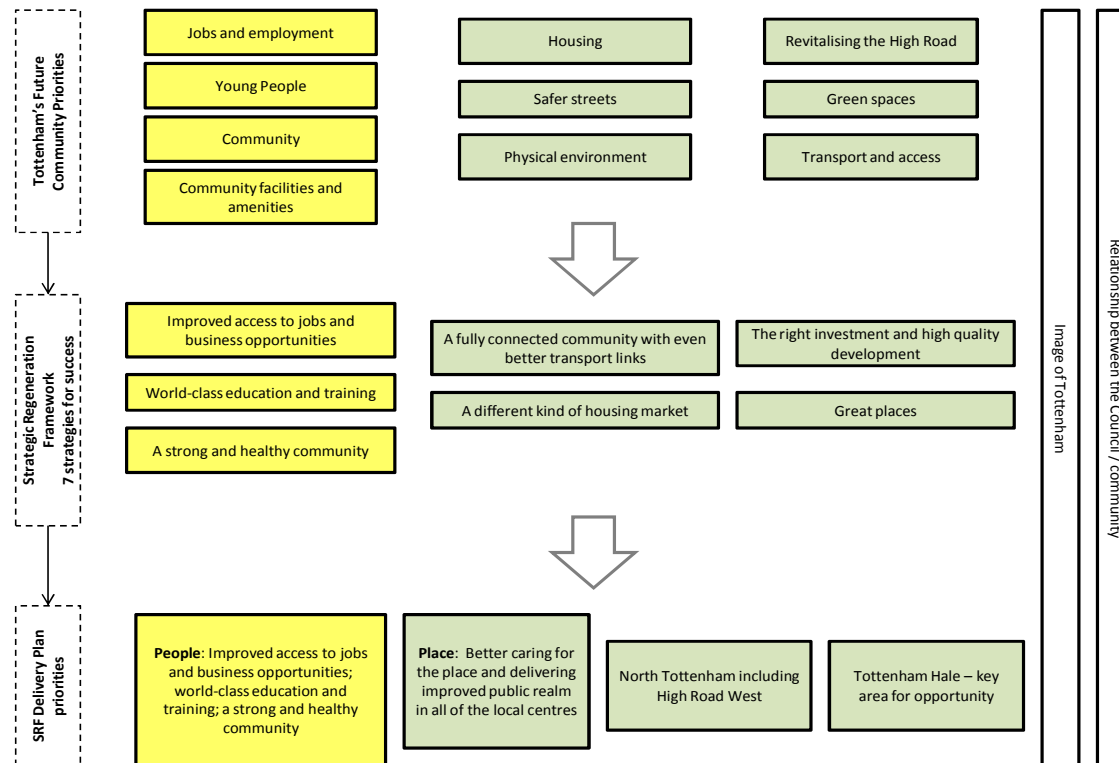 Tottenham's Future
Community Priorities
Jobs and employment
Young People
Community
Community facilities and
amenities
Housing
Safer streets
Physical environment
Revitalising the High Road
Green spaces
Transport and access
Strategic Regeneration
Framework
7 strategies for success
Improved access to jobs and
business opportunities
World-class education and training
A strong and healthy community
A fully connected community with even
better transport links
A different kind of housing market
The right investment and high quality
development
Great places
SRF Delivery Plan
priorities
People: Improved access to jobs
and business opportunities;
world-class education and
training; a strong and healthy
community
Place: Better caring for
the place and delivering
improved public realm
in all of the local centres
North Tottenham including
High Road West
Tottenham Hale – key
area for opportunity
Image of Tottenham
Relationship between the Council / community